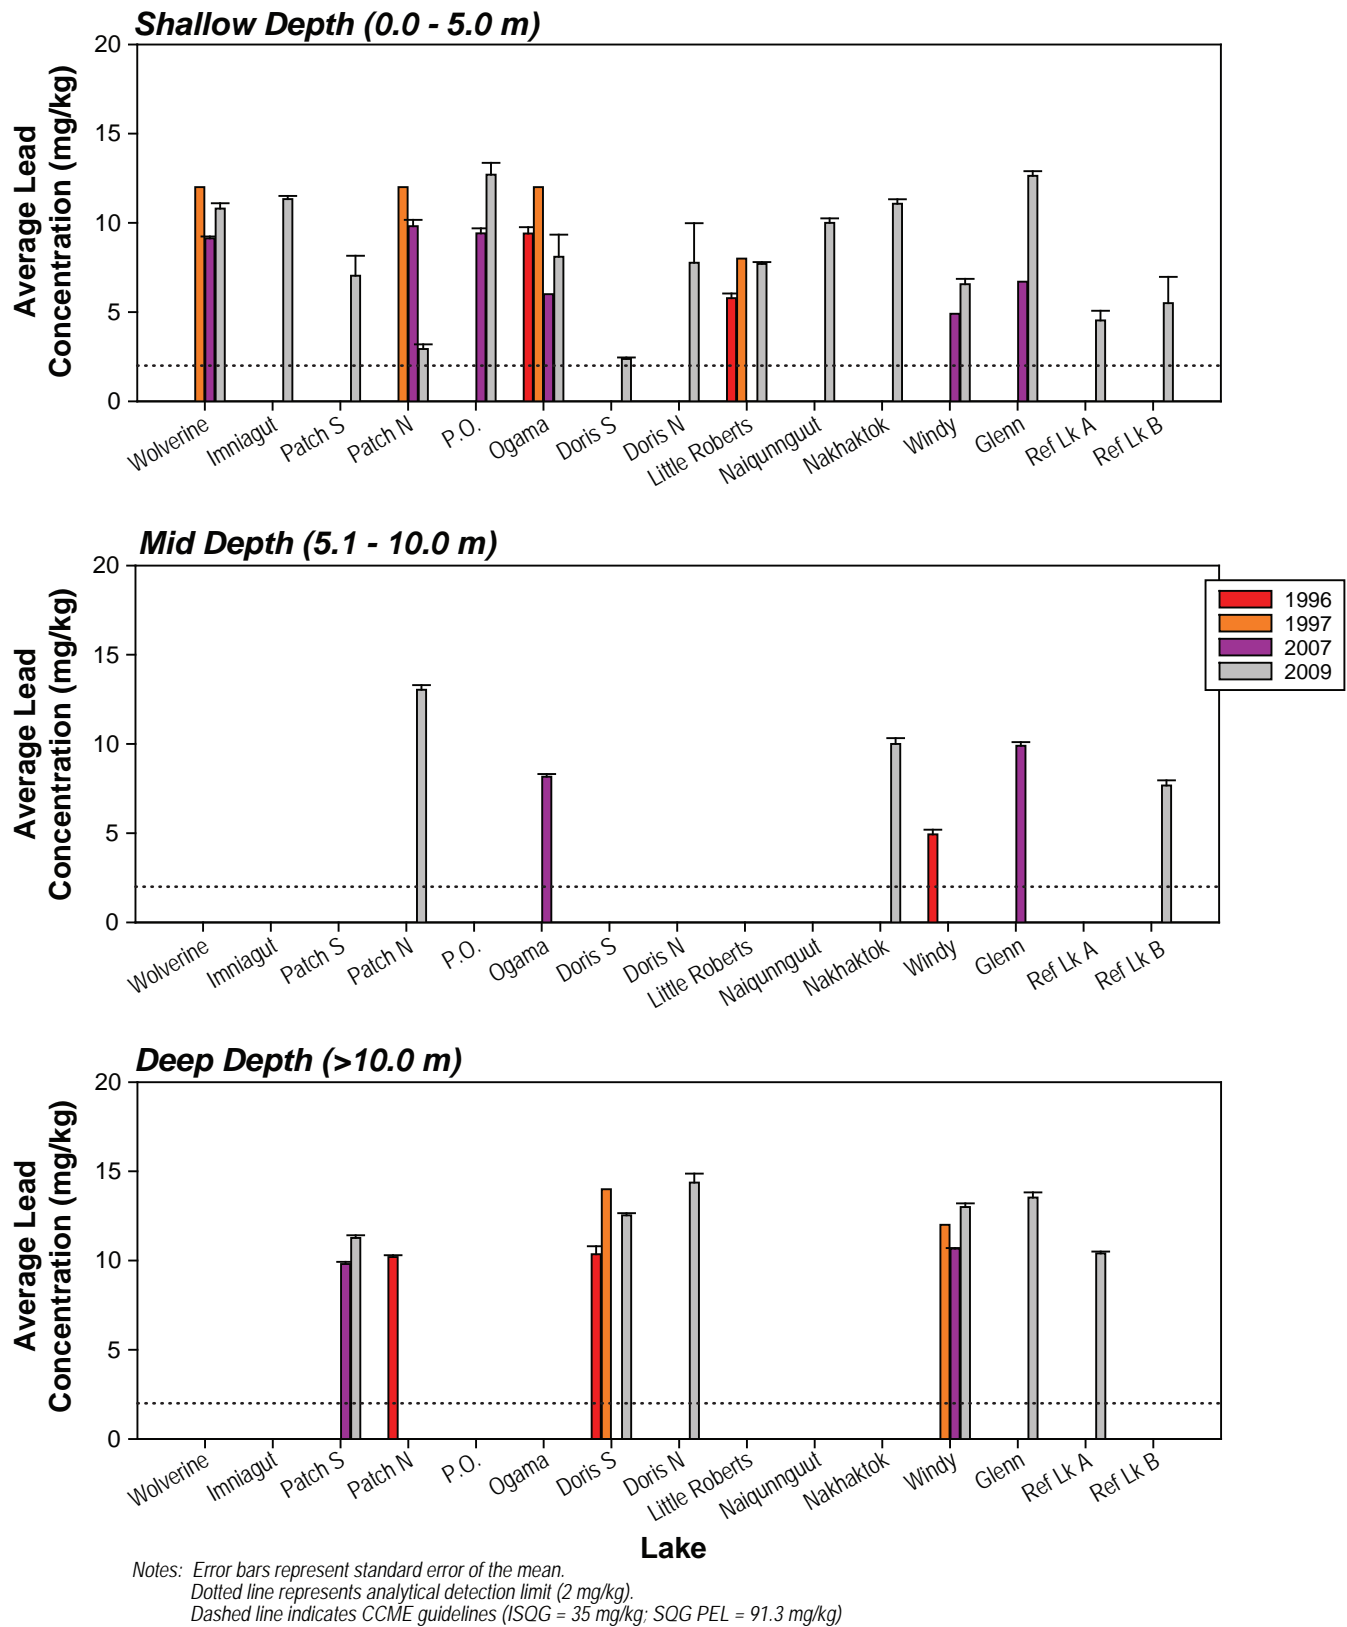 Shallow Depth (0.0 - 5.0 m)
Average Lead
Concentration (mg/kg)
20
15
10
5
0
Wolverine
Imniagut
Patch S
Patch N
P.O.
Ogama
Doris S
Doris N
Little Roberts
Naiqunnguut
Nakhaktok
Windy
Glenn
Ref Lk A
Ref Lk B
Mid Depth (5.1 - 10.0 m)
Average Lead
Concentration (mg/kg)
20
15
10
5
0
1996
1997
2007
2009
Wolverine
Imniagut
Patch S
Patch N
P.O.
Ogama
Doris S
Doris N
Little Roberts
Naiqunnguut
Nakhaktok
Windy
Glenn
Ref Lk A
Ref Lk B
Deep Depth (>10.0 m)
Average Lead
Concentration (mg/kg)
20
15
10
5
0
Wolverine
Imniagut
Patch S
Patch N
P.O.
Ogama
Doris S
Doris N
Little Roberts
Naiqunnguut
Nakhaktok
Windy
Glenn
Ref Lk A
Ref Lk B
Lake
Notes: Error bars represent standard error of the mean.
Dotted line represents analytical detection limit (2 mg/kg).
Dashed line indicates CCME guidelines (ISQG = 35 mg/kg; SQG PEL = 91.3 mg/kg)